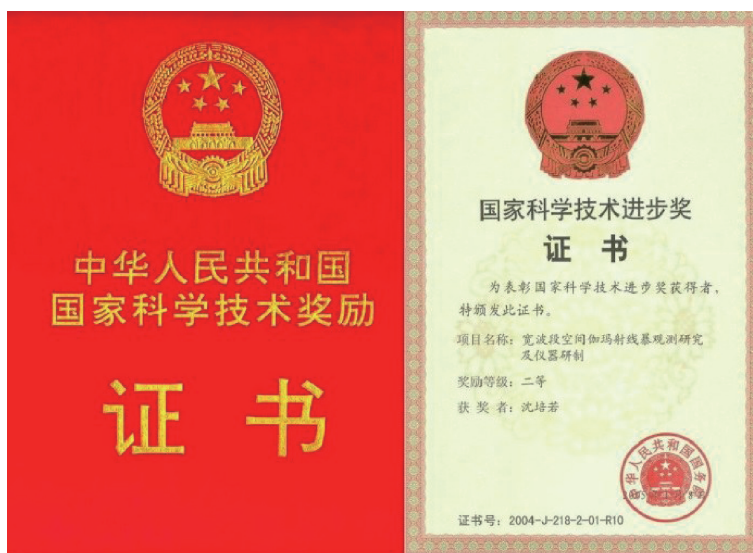 中华人民共和国
国家科学技术奖励
证 书
国家科学技术进步奖
证 书
为表彰国家科学技术进步奖获得者,
特颁发此证书。
项目名称: 宽波段空间伽玛射线暴观测研究
及仪器研制
奖励等级: 二等
获 奖 者: 沈培若
中华人民共和国国务院
证书号: 2004-J-218-2-01-R10